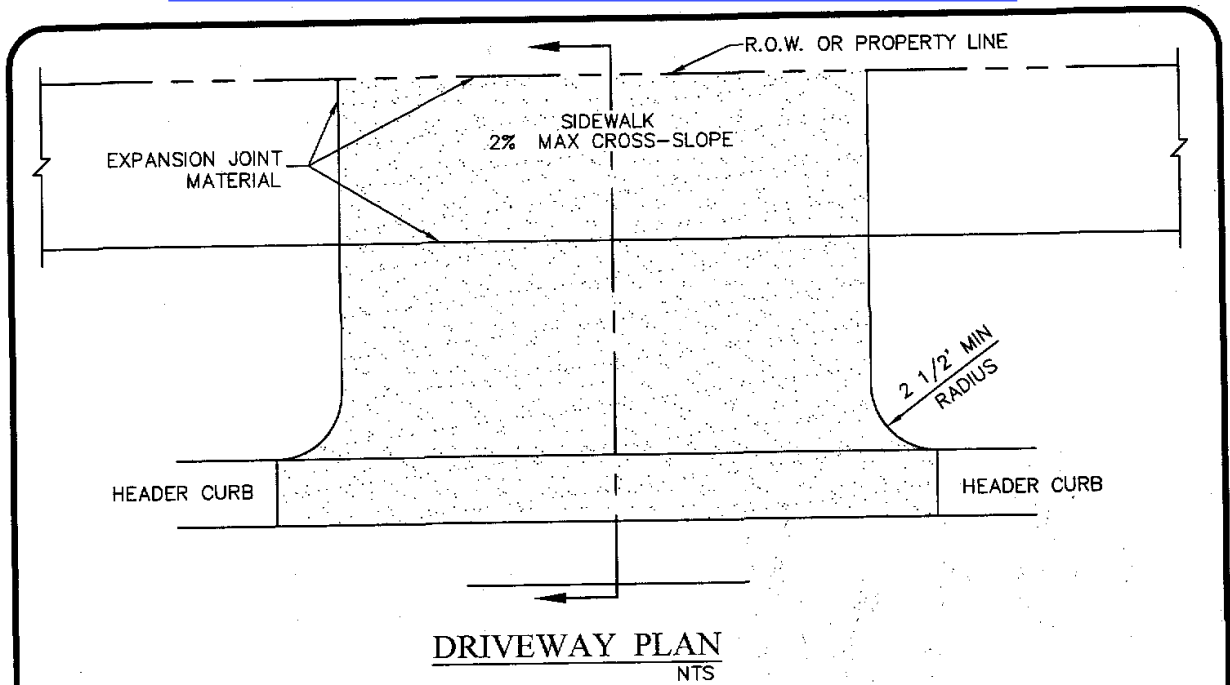 R.O.W. OR PROPERTY LINE
SIDEWALK
2% MAX CROSS-SLOPE
EXPANSION JOINT
MATERIAL
2 1/2' MIN
RADIUS
HEADER CURB
HEADER CURB
DRIVEWAY PLAN
NTS